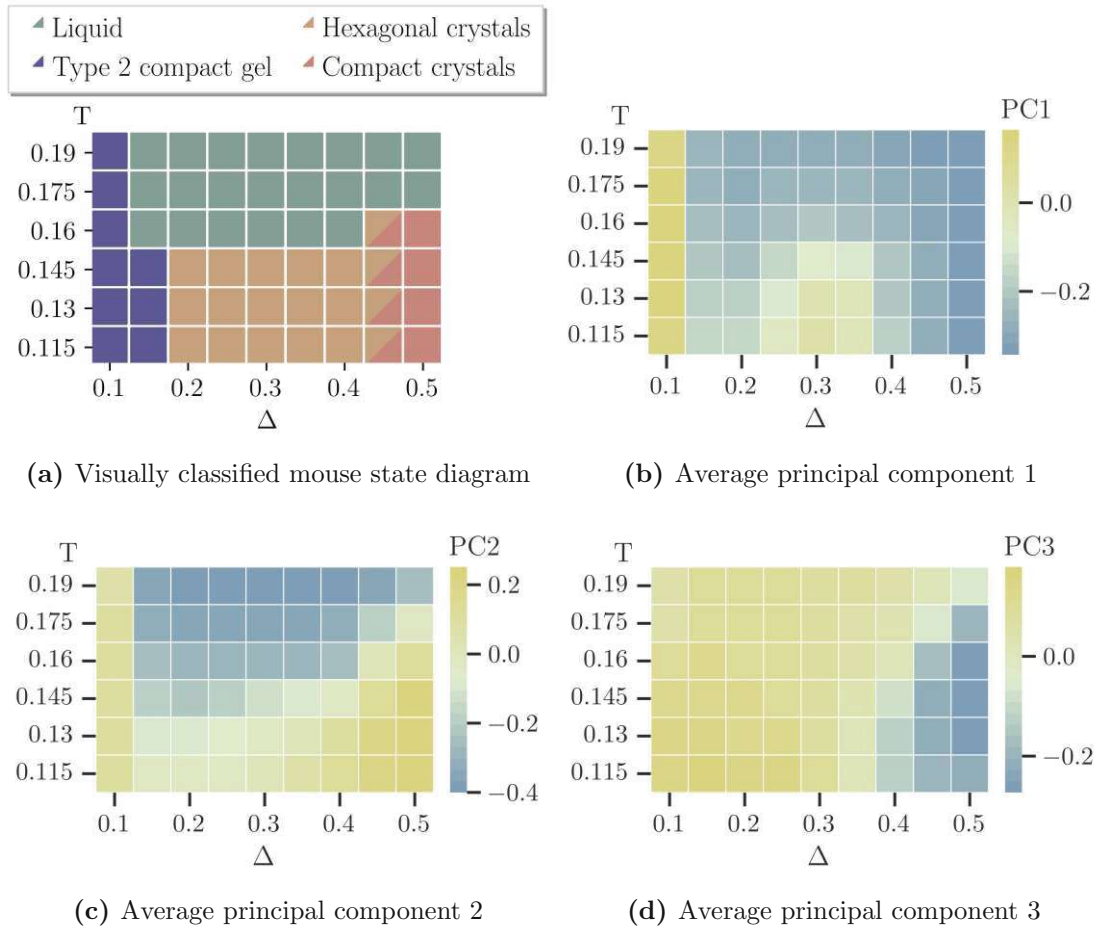 Liquid
Hexagonal crystals
Type 2 compact gel
Compact crystals
T
0.19
0.175
0.16
0.145
0.13
0.115
0.1 0.2 0.3 0.4 0.5
Δ
(a) Visually classified mouse state diagram
T
PC1
0.19
0.175
0.16
0.145
0.13
0.115
0.0
−0.2
0.1 0.2 0.3 0.4 0.5
Δ
(b) Average principal component 1
T
PC2
0.19
0.175
0.16
0.145
0.13
0.115
0.2
0.0
−0.2
−0.4
0.1 0.2 0.3 0.4 0.5
Δ
(c) Average principal component 2
T
PC3
0.19
0.175
0.16
0.145
0.13
0.115
0.0
−0.2
0.1 0.2 0.3 0.4 0.5
Δ
(d) Average principal component 3